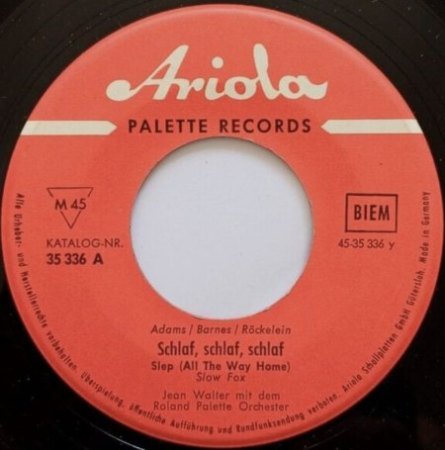 Ariola
PALETTE RECORDS
M 45
BIEM
KATALOG-NR.
35 336 A
45-35 336 y
Adams/Barnes/Röckelein
Schlaf, schlaf, schlaf
Slep (All The Way Home)
Slow Fox
Jean Walter mit dem
Roland Palette Orchester
Alle Urheber- und Herstellerrechte vorbehalten. Überspielung, öffentliche Aufführung und Rundfunksendung verboten. Ariola Schallplatten GmbH Gütersloh. Made in Germany